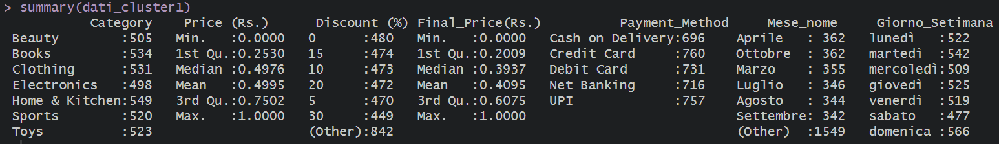 > summary(dati_cluster1)
Category Price (Rs.) Discount (%) Final_Price(Rs.) Payment_Method Mese_nome Giorno_Setimana
Beauty :505 Min. :0.0000 0 :480 Min. :0.0000 Cash on Delivery:696 Aprile : 362 lunedì :522
Books :534 1st Qu.:0.2530 15 :474 1st Qu.:0.2009 Credit Card :760 Ottobre : 362 martedì :542
Clothing :531 Median :0.4976 10 :473 Median :0.3937 Debit Card :731 Marzo : 355 mercoledì:509
Electronics :498 Mean :0.4995 20 :472 Mean :0.4095 Net Banking :716 Luglio : 346 giovedì :525
Home & Kitchen:549 3rd Qu.:0.7502 5 :470 3rd Qu.:0.6075 UPI :757 Agosto : 344 venerdì :519
Sports :520 Max. :1.0000 30 :449 Max. :1.0000 Settembre: 342 sabato :477
Toys :523 (Other):842 (Other) :1549 domenica :566